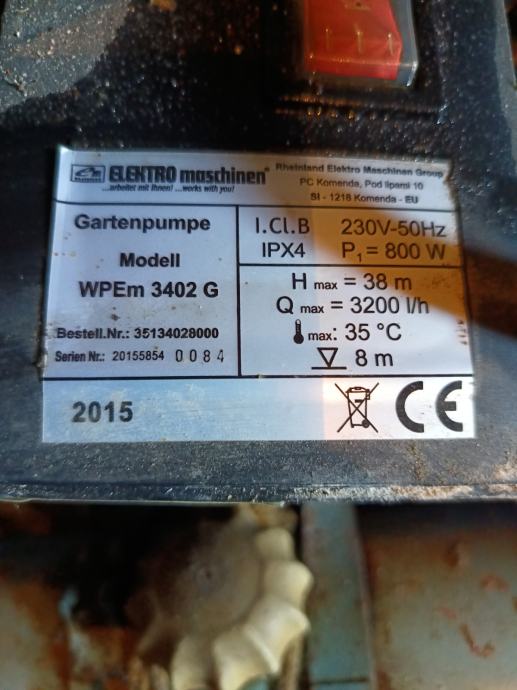 ELEKTRO maschinen
...arbeitet mit Ihnen! ...works with you!
Rheinland Elektro Maschinen Group
PC Komenda, Pod lipami 10
SI - 1218 Komenda - EU
Gartenpumpe
Modell
WPEm 3402 G
Bestell.Nr.: 35134028000
Serien Nr.: 20155854 0084
I.Cl.B 230V-50Hz
IPX4 P1 = 800 W
H max = 38 m
Q max = 3200 l/h
max: 35 °C
8 m
2015
CE